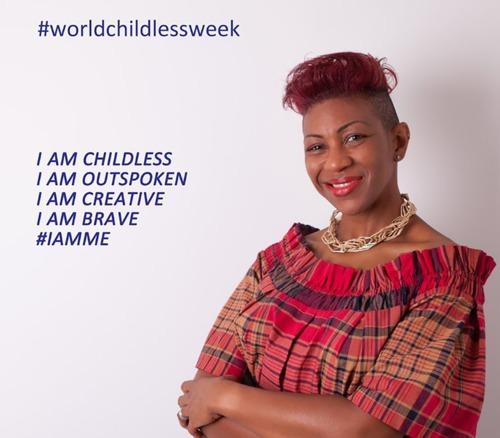 #worldchildlessweek
I AM CHILDLESS
I AM OUTSPOKEN
I AM CREATIVE
I AM BRAVE
#IAMME